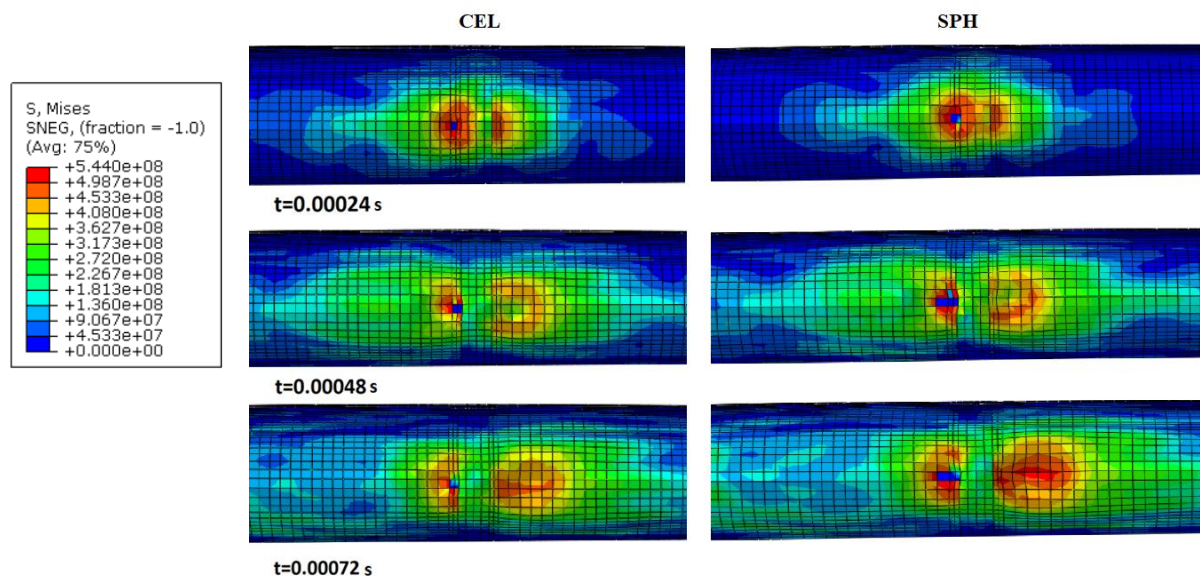 CEL
SPH
S, Mises
SNEG, (fraction = -1.0)
(Avg: 75%)
+5.440e+08
+4.987e+08
+4.533e+08
+4.080e+08
+3.627e+08
+3.173e+08
+2.720e+08
+2.267e+08
+1.813e+08
+1.360e+08
+9.067e+07
+4.533e+07
+0.000e+00
t=0.00024 s
t=0.00048 s
t=0.00072 s